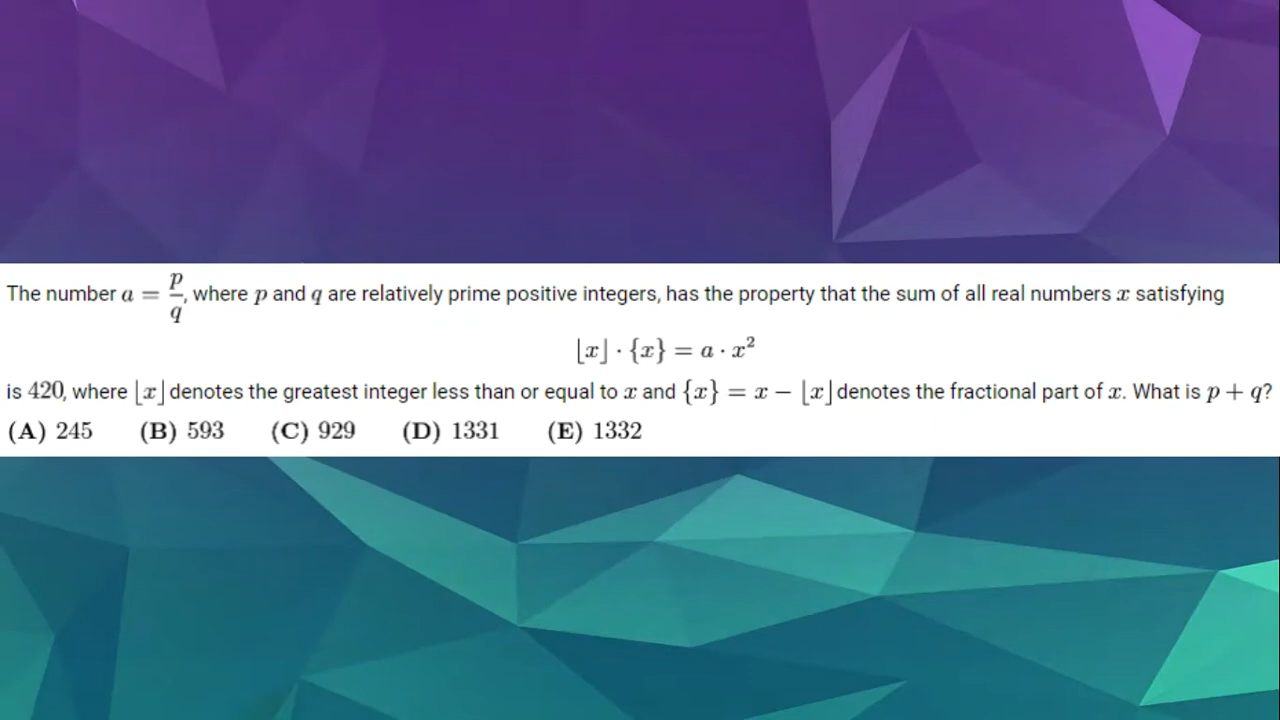 The number a = p/q, where p and q are relatively prime positive integers, has the property that the sum of all real numbers x satisfying
⌊x⌋ · {x} = a · x²
is 420, where ⌊x⌋ denotes the greatest integer less than or equal to x and {x} = x − ⌊x⌋ denotes the fractional part of x. What is p + q?
(A) 245 (B) 593 (C) 929 (D) 1331 (E) 1332